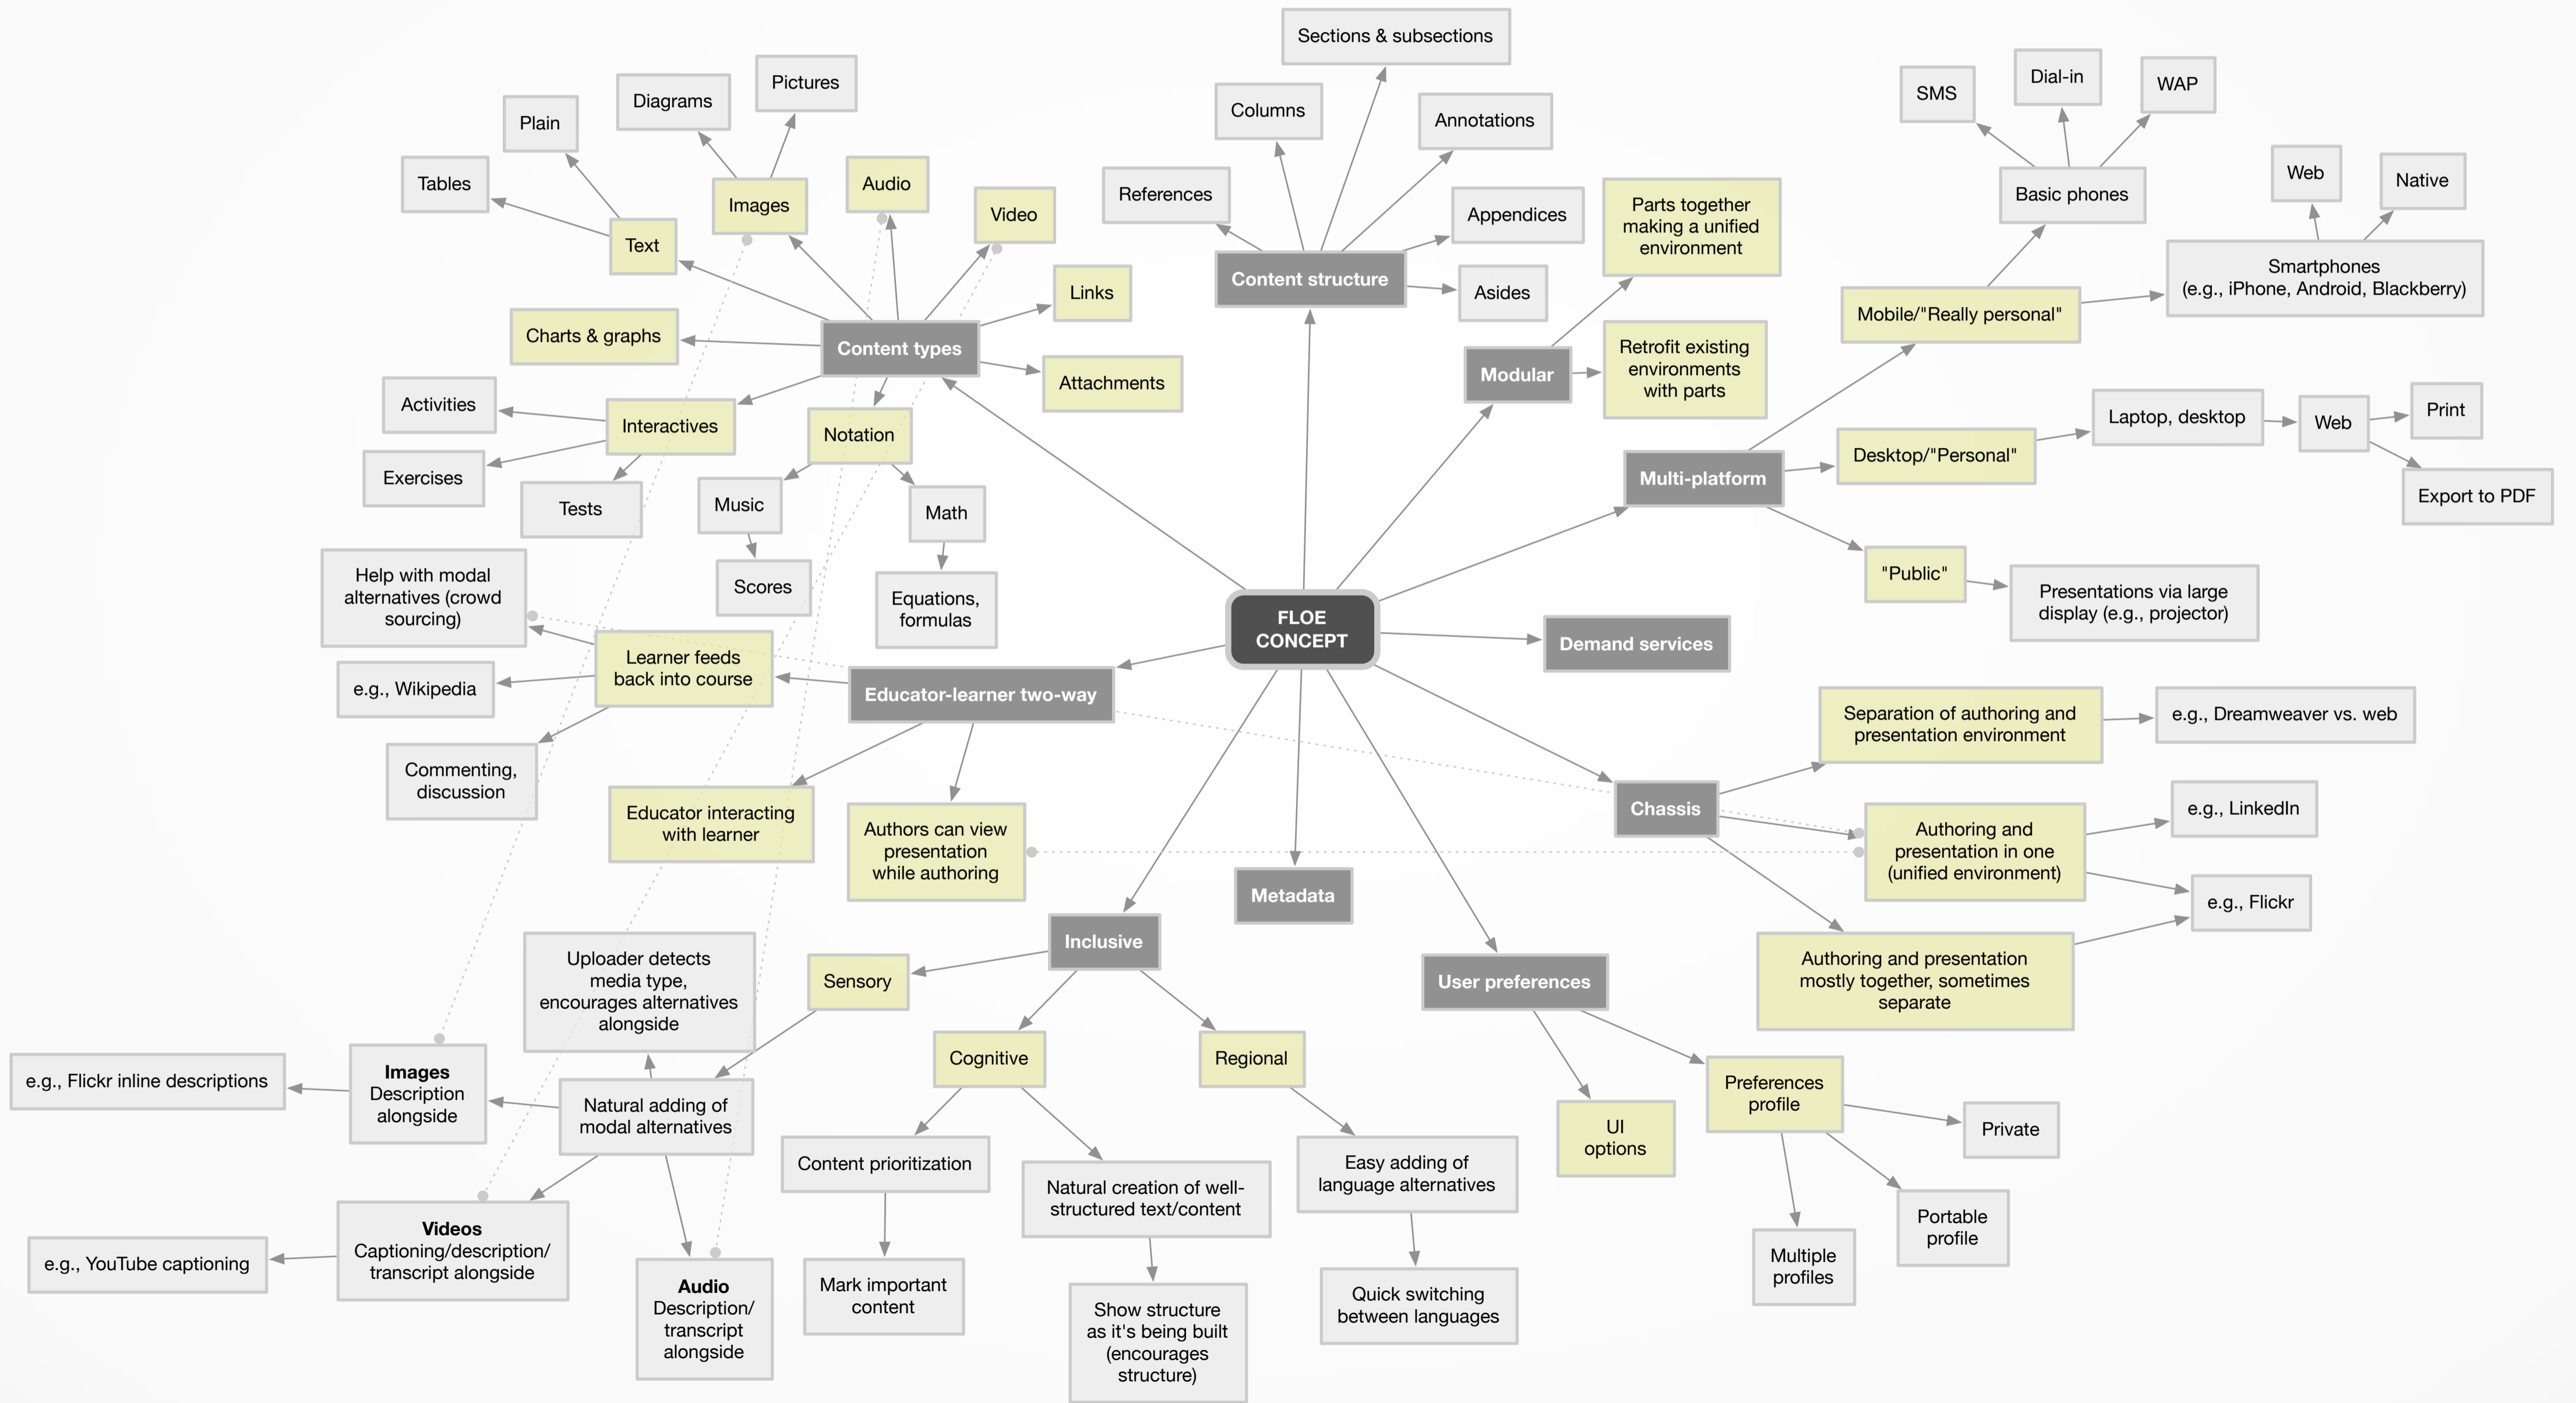 Sections & subsections
Columns
Annotations
References
Appendices
Content structure
Asides
Pictures
Diagrams
Plain
Tables
Images
Audio
Video
Text
Links
Charts & graphs
Content types
Attachments
Activities
Interactives
Notation
Exercises
Tests
Music
Math
Scores
Equations,
formulas
Parts together
making a unified
environment
Retrofit existing
environments
with parts
Modular
SMS
Dial-in
WAP
Basic phones
Web
Native
Smartphones
(e.g., iPhone, Android, Blackberry)
Mobile/"Really personal"
Multi-platform
Desktop/"Personal"
Laptop, desktop
Web
Print
Export to PDF
"Public"
Presentations via large
display (e.g., projector)
FLOE
CONCEPT
Demand services
Help with modal
alternatives (crowd
sourcing)
Learner feeds
back into course
e.g., Wikipedia
Commenting,
discussion
Educator-learner two-way
Educator interacting
with learner
Authors can view
presentation
while authoring
Separation of authoring and
presentation environment
e.g., Dreamweaver vs. web
Chassis
Authoring and
presentation in one
(unified environment)
e.g., LinkedIn
e.g., Flickr
Authoring and presentation
mostly together, sometimes
separate
Metadata
Inclusive
Sensory
Cognitive
Regional
Uploader detects
media type,
encourages alternatives
alongside
Natural adding of
modal alternatives
Images
Description
alongside
e.g., Flickr inline descriptions
Videos
Captioning/description/
transcript alongside
e.g., YouTube captioning
Audio
Description/
transcript
alongside
Content prioritization
Mark important
content
Natural creation of well-
structured text/content
Show structure
as it's being built
(encourages
structure)
Easy adding of
language alternatives
Quick switching
between languages
User preferences
UI
options
Preferences
profile
Private
Portable
profile
Multiple
profiles